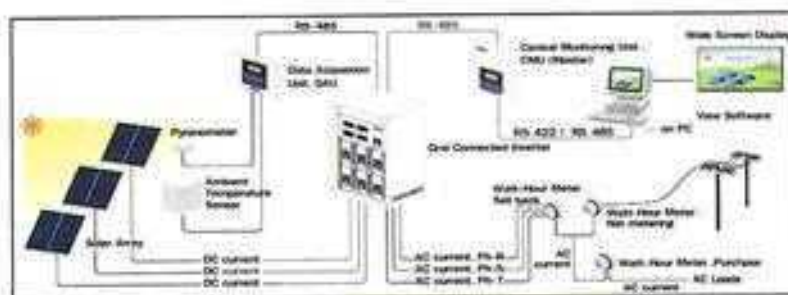 RS-485
RS-485
Data Acquisition
Unit, DAU
Central Monitoring Unit
CMU (Master)
Wide Screen Display
View Software
on PC
RS 422 / RS 485
Pyranometer
Grid Connected Inverter
Ambient
Temperature
Sensor
Solar Array
Watt-Hour Meter
Sell back
Watt-Hour Meter
Net metering
DC current
DC current
DC current
AC current, Ph-R
AC current, Ph-S
AC current, Ph-T
AC
current
AC
current
Watt-Hour Meter, Purchase
AC Loads
AC current